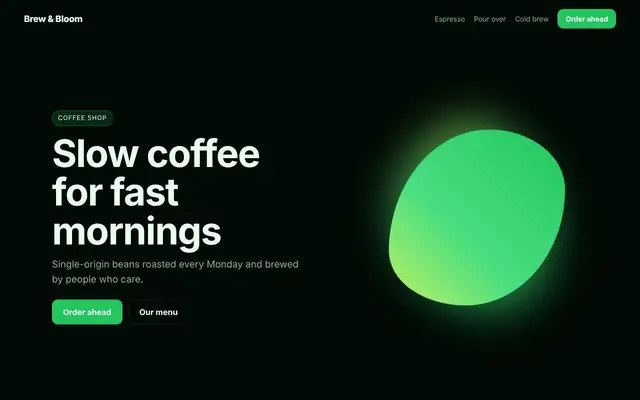 Brew & Bloom
Espresso Pour over Cold brew Order ahead
COFFEE SHOP
Slow coffee
for fast
mornings
Single-origin beans roasted every Monday and brewed
by people who care.
Order ahead Our menu